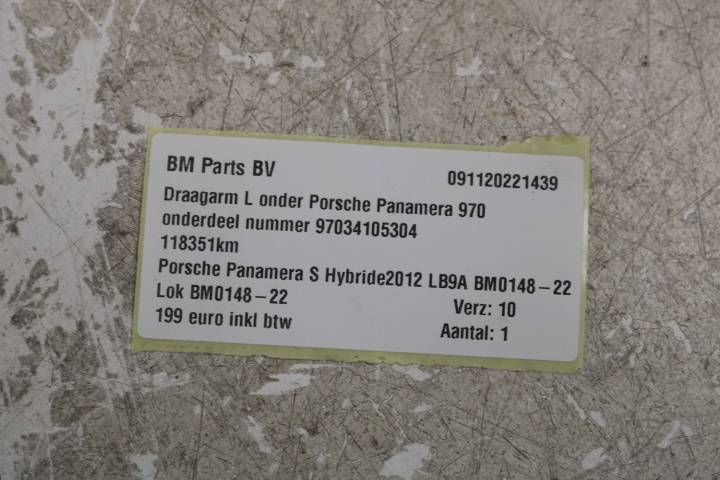 BM Parts BV 091120221439
Draagarm L onder Porsche Panamera 970
onderdeel nummer 97034105304
118351km
Porsche Panamera S Hybride2012 LB9A BM0148-22
Lok BM0148-22 Verz: 10
199 euro inkl btw Aantal: 1